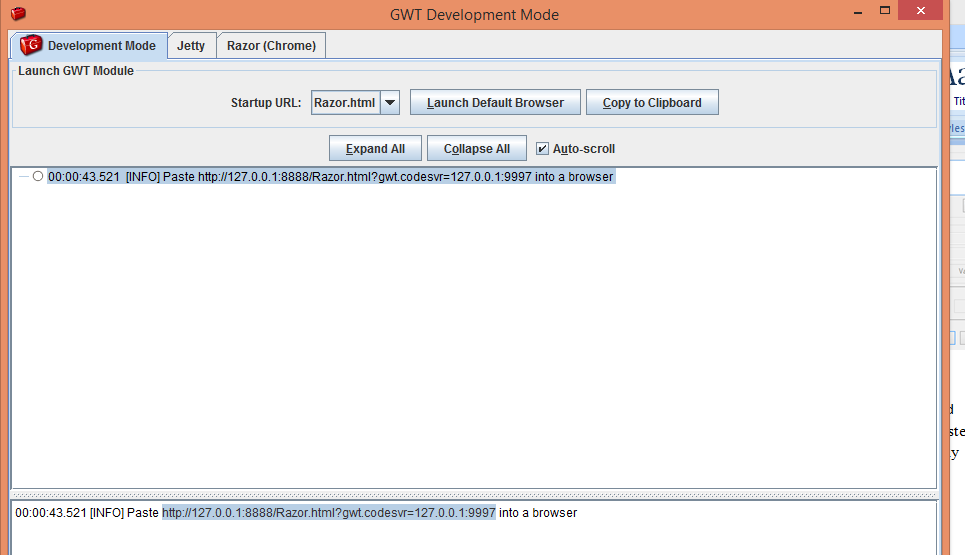 GWT Development Mode
Development Mode Jetty Razor (Chrome)
Launch GWT Module
Startup URL: Razor.html Launch Default Browser Copy to Clipboard
Expand All Collapse All Auto-scroll
00:00:43.521 [INFO] Paste http://127.0.0.1:8888/Razor.html?gwt.codesvr=127.0.0.1:9997 into a browser
00:00:43.521 [INFO] Paste http://127.0.0.1:8888/Razor.html?gwt.codesvr=127.0.0.1:9997 into a browser